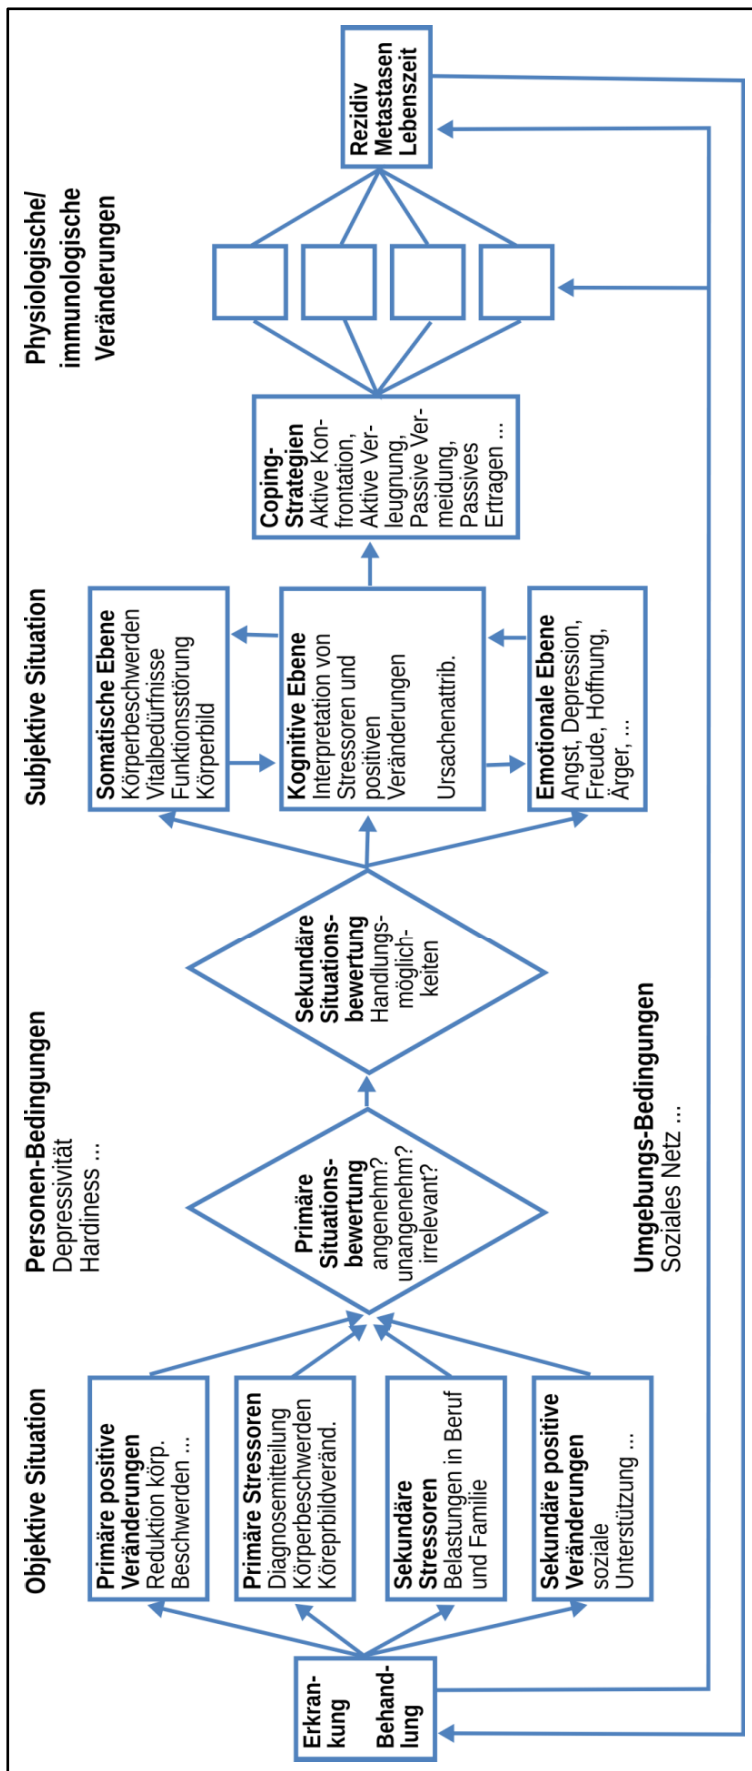 Objektive Situation
Personen-Bedingungen
Depressivität
Hardiness ...
Subjektive Situation
Physiologische/
immunologische
Veränderungen
Erkran-
kung
Behand-
lung
Primäre positive
Veränderungen
Reduktion körp.
Beschwerden ...
Primäre Stressoren
Diagnosemitteilung
Körperbeschwerden
Köreprbildveränd.
Sekundäre
Stressoren
Belastungen in Beruf
und Familie
Sekundäre positive
Veränderungen
soziale
Unterstützung ...
Primäre
Situations-
bewertung
angenehm?
unangenehm?
irrelevant?
Sekundäre
Situations-
bewertung
Handlungs-
möglich-
keiten
Somatische Ebene
Körperbeschwerden
Vitalbedürfnisse
Funktionsstörung
Körperbild
Kognitive Ebene
Interpretation von
Stressoren und
positiven
Veränderungen
Ursachenattrib.
Emotionale Ebene
Angst, Depression,
Freude, Hoffnung,
Ärger, ...
Coping-
Strategien
Aktive Kon-
frontation,
Aktive Ver-
leugnung,
Passive Ver-
meidung,
Passives
Ertragen ...
Rezidiv
Metastasen
Lebenszeit
Umgebungs-Bedingungen
Soziales Netz ...